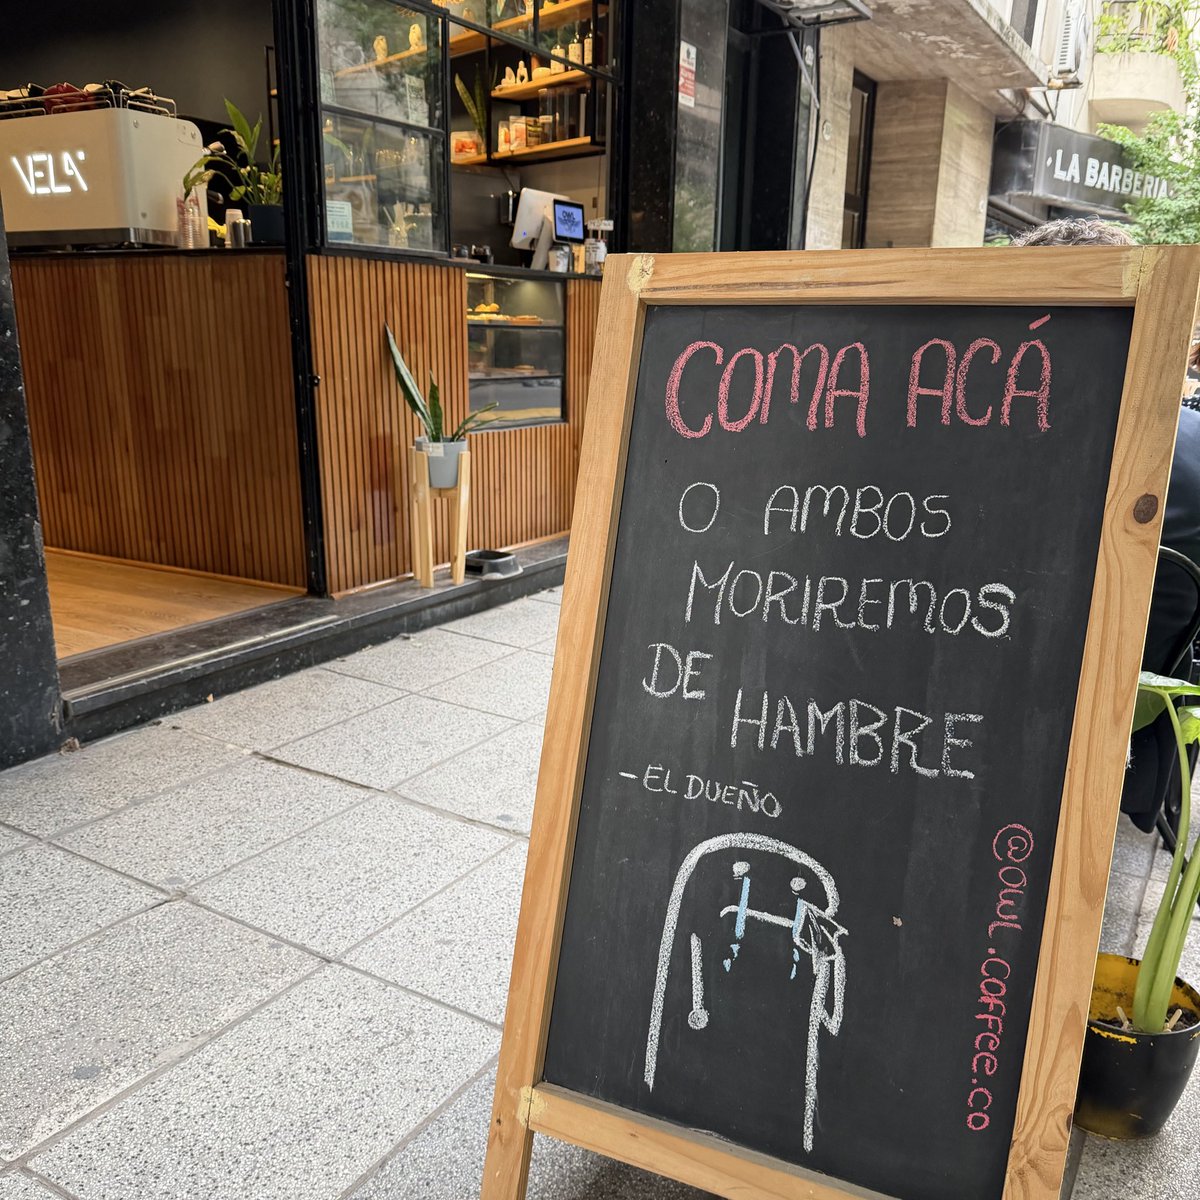 VELA
LA BARBERIA
COMA ACÁ
O AMBOS
MORIREMOS
DE HAMBRE
-EL DUEÑO
@owl.coffee.co